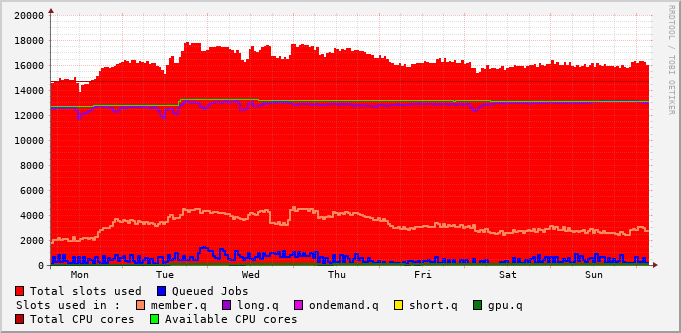 20000
18000
16000
14000
12000
10000
8000
6000
4000
2000
0
Mon Tue Wed Thu Fri Sat Sun
RRDTOOL / TOBI OETIKER
Total slots used Queued Jobs
Slots used in : member.q long.q ondemand.q short.q gpu.q
Total CPU cores Available CPU cores